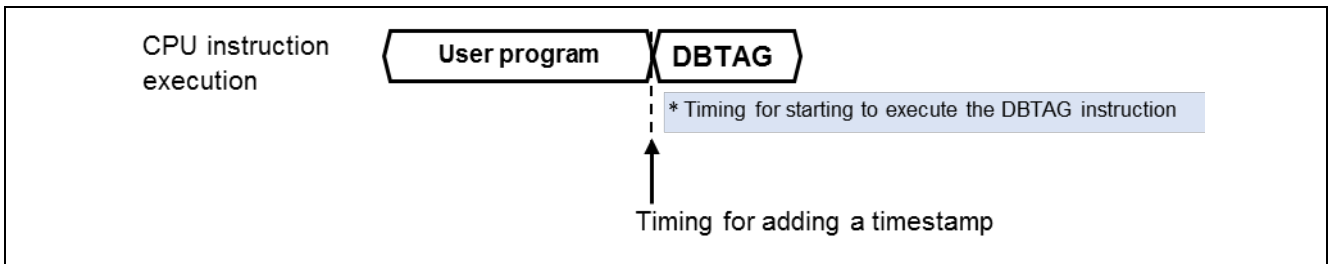 CPU instruction
execution
User program
DBTAG
* Timing for starting to execute the DBTAG instruction
Timing for adding a timestamp